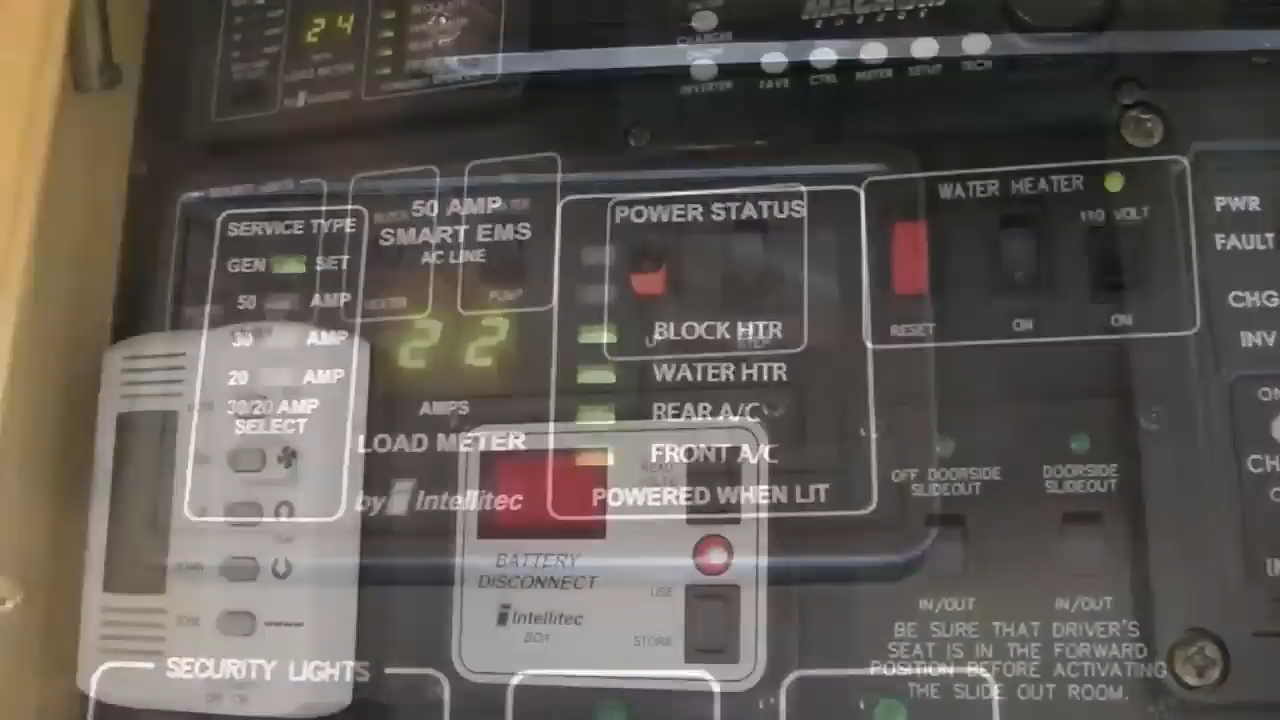 24
LOAD METER
CHARGER
INVERTER
FAVS
CTRL
METER
SETUP
TECH
SERVICE TYPE
GEN SET
50 AMP
30 AMP
20 AMP
30/20 AMP
SELECT
50 AMP
SMART EMS
AC LINE
22
AMPS
LOAD METER
by Intellitec
PUMP
POWER STATUS
BLOCK HTR
WATER HTR
REAR A/C
FRONT A/C
POWERED WHEN LIT
WATER HEATER
110 VOLT
RESET
ON
ON
PWR
FAULT
CHG
INV
BATTERY
DISCONNECT
Intellitec
USE
STORE
OFF DOORSIDE
SLIDEOUT
DOORSIDE
SLIDEOUT
IN/OUT
IN/OUT
BE SURE THAT DRIVER'S
SEAT IS IN THE FORWARD
POSITION BEFORE ACTIVATING
THE SLIDE OUT ROOM.
SECURITY LIGHTS